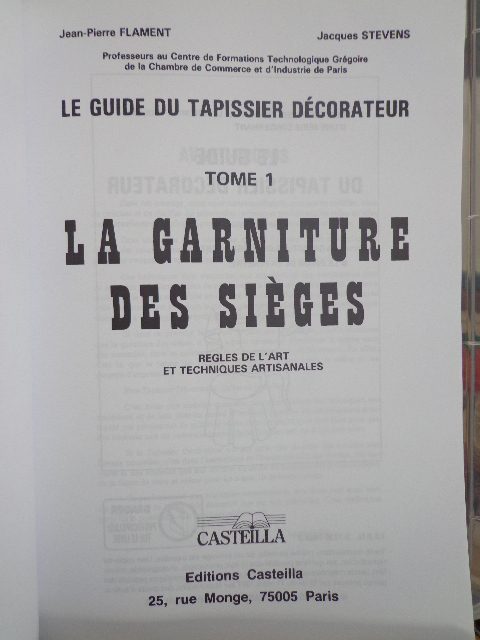 Jean-Pierre FLAMENT Jacques STEVENS
Professeurs au Centre de Formations Technologique Grégoire
de la Chambre de Commerce et d'Industrie de Paris
LE GUIDE DU TAPISSIER DÉCORATEUR
TOME 1
LA GARNITURE
DES SIÈGES
REGLES DE L'ART
ET TECHNIQUES ARTISANALES
CASTEILLA
Editions Casteilla
25, rue Monge, 75005 Paris